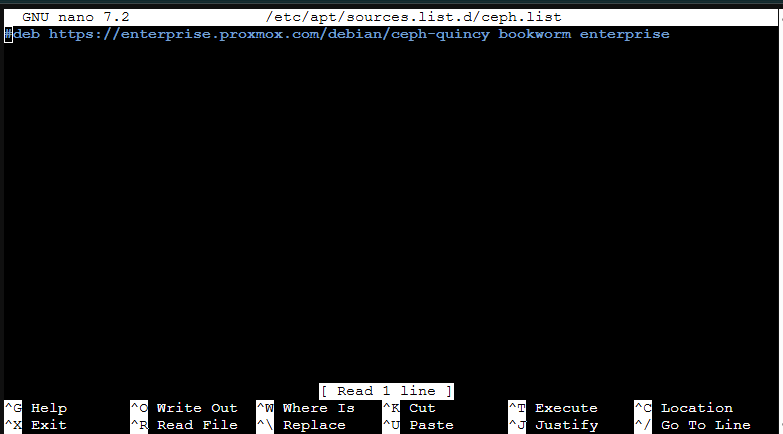 GNU nano 7.2 /etc/apt/sources.list.d/ceph.list
#deb https://enterprise.proxmox.com/debian/ceph-quincy bookworm enterprise
[ Read 1 line ]
^G Help ^O Write Out ^W Where Is ^K Cut ^T Execute ^C Location
^X Exit ^R Read File ^\ Replace ^U Paste ^J Justify ^/ Go To Line